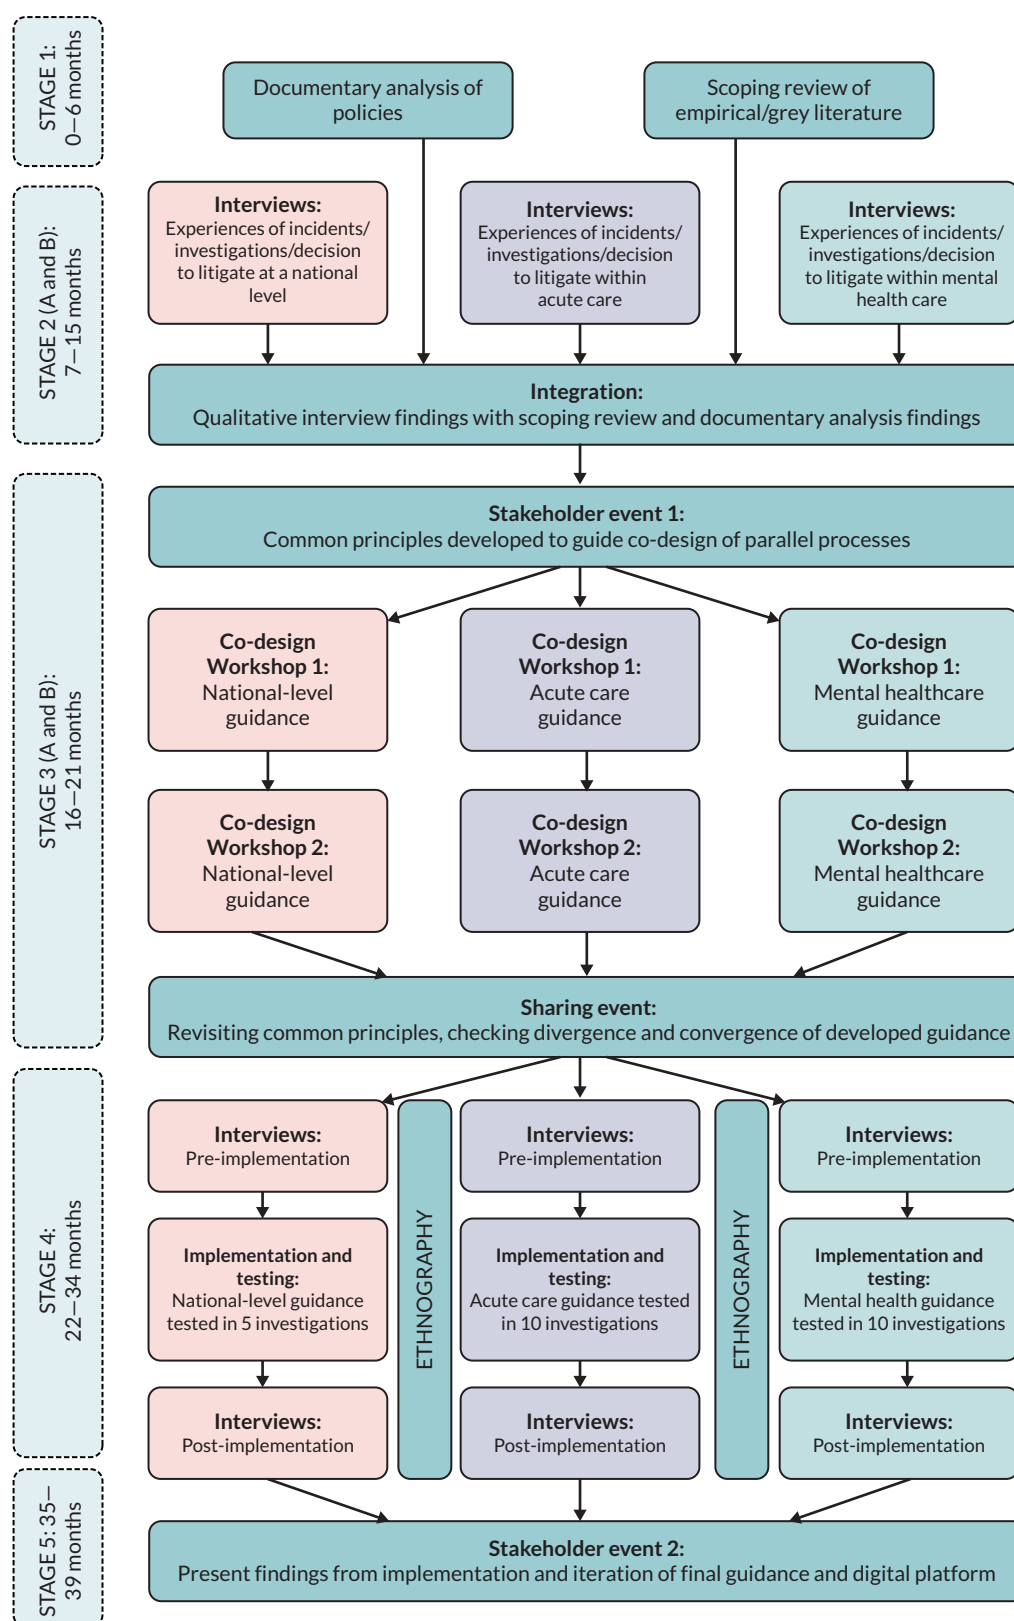 STAGE 1:
0–6 months
Documentary analysis of
policies
Scoping review of
empirical/grey literature
STAGE 2 (A and B):
7–15 months
Interviews:
Experiences of incidents/
investigations/decision
to litigate at a national
level
Interviews:
Experiences of incidents/
investigations/decision
to litigate within
acute care
Interviews:
Experiences of incidents/
investigations/decision
to litigate within mental
health care
Integration:
Qualitative interview findings with scoping review and documentary analysis findings
STAGE 3 (A and B):
16–21 months
Stakeholder event 1:
Common principles developed to guide co-design of parallel processes
Co-design
Workshop 1:
National-level
guidance
Co-design
Workshop 1:
Acute care
guidance
Co-design
Workshop 1:
Mental healthcare
guidance
Co-design
Workshop 2:
National-level
guidance
Co-design
Workshop 2:
Acute care
guidance
Co-design
Workshop 2:
Mental healthcare
guidance
Sharing event:
Revisiting common principles, checking divergence and convergence of developed guidance
STAGE 4:
22–34 months
Interviews:
Pre-implementation
ETHNOGRAPHY
Interviews:
Pre-implementation
ETHNOGRAPHY
Interviews:
Pre-implementation
Implementation and
testing:
National-level guidance
tested in 5 investigations
Implementation and
testing:
Acute care guidance tested
in 10 investigations
Implementation and
testing:
Mental health guidance
tested in 10 investigations
Interviews:
Post-implementation
Interviews:
Post-implementation
Interviews:
Post-implementation
STAGE 5: 35–
39 months
Stakeholder event 2:
Present findings from implementation and iteration of final guidance and digital platform